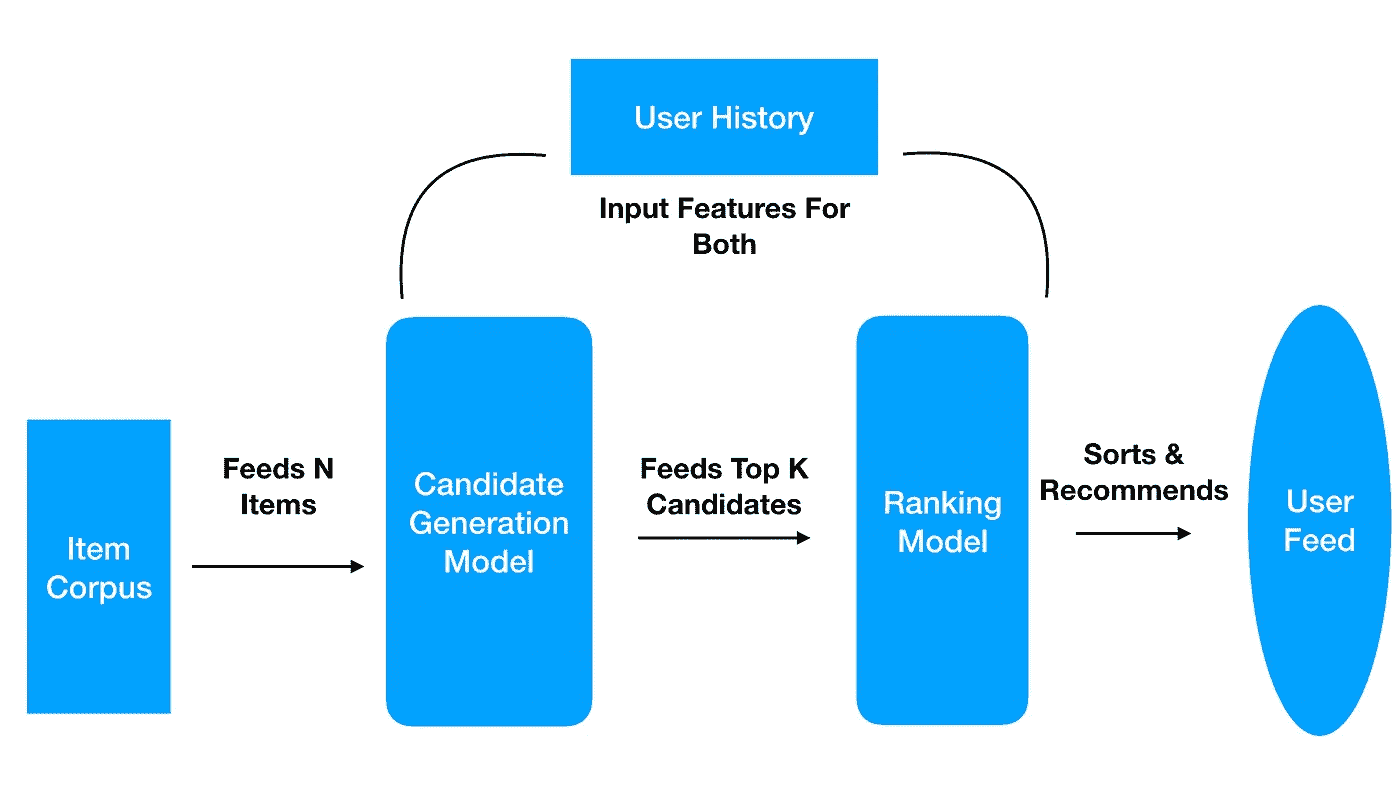 User History
Input Features For
Both
Feeds N
Items
Feeds Top K
Candidates
Sorts &
Recommends
Item
Corpus
Candidate
Generation
Model
Ranking
Model
User
Feed